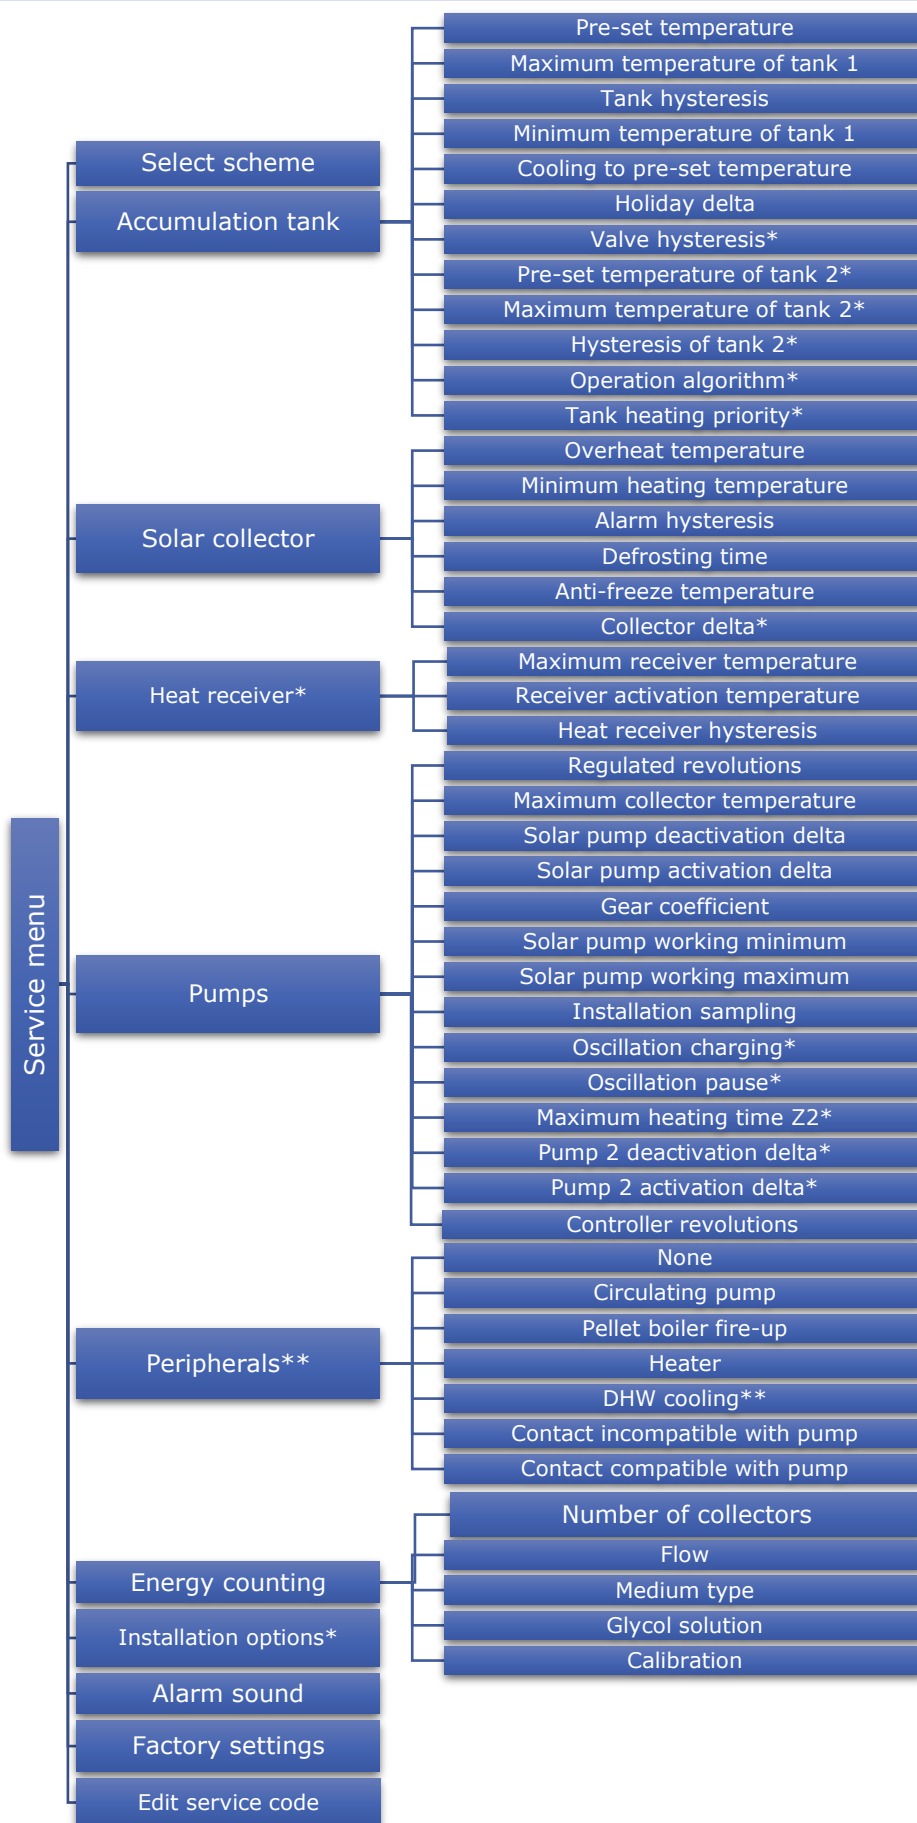 Service menu
Select scheme
Accumulation tank
Pre-set temperature
Maximum temperature of tank 1
Tank hysteresis
Minimum temperature of tank 1
Cooling to pre-set temperature
Holiday delta
Valve hysteresis*
Pre-set temperature of tank 2*
Maximum temperature of tank 2*
Hysteresis of tank 2*
Operation algorithm*
Tank heating priority*
Solar collector
Overheat temperature
Minimum heating temperature
Alarm hysteresis
Defrosting time
Anti-freeze temperature
Collector delta*
Heat receiver*
Maximum receiver temperature
Receiver activation temperature
Heat receiver hysteresis
Pumps
Regulated revolutions
Maximum collector temperature
Solar pump deactivation delta
Solar pump activation delta
Gear coefficient
Solar pump working minimum
Solar pump working maximum
Installation sampling
Oscillation charging*
Oscillation pause*
Maximum heating time Z2*
Pump 2 deactivation delta*
Pump 2 activation delta*
Controller revolutions
Peripherals**
None
Circulating pump
Pellet boiler fire-up
Heater
DHW cooling**
Contact incompatible with pump
Contact compatible with pump
Energy counting
Number of collectors
Flow
Medium type
Glycol solution
Calibration
Installation options*
Alarm sound
Factory settings
Edit service code